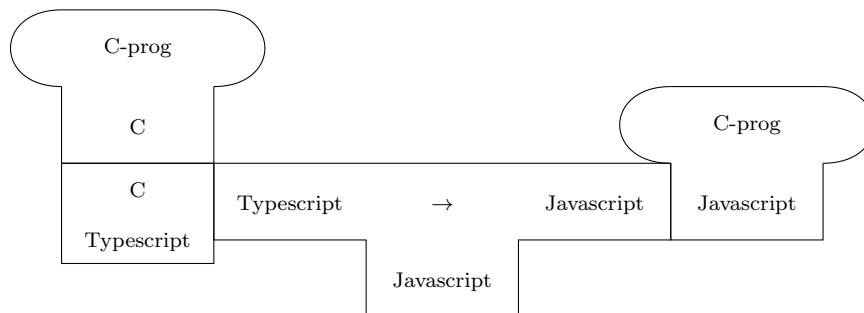 C-prog
C
C
Typescript
Typescript → Javascript
Javascript
C-prog
Javascript